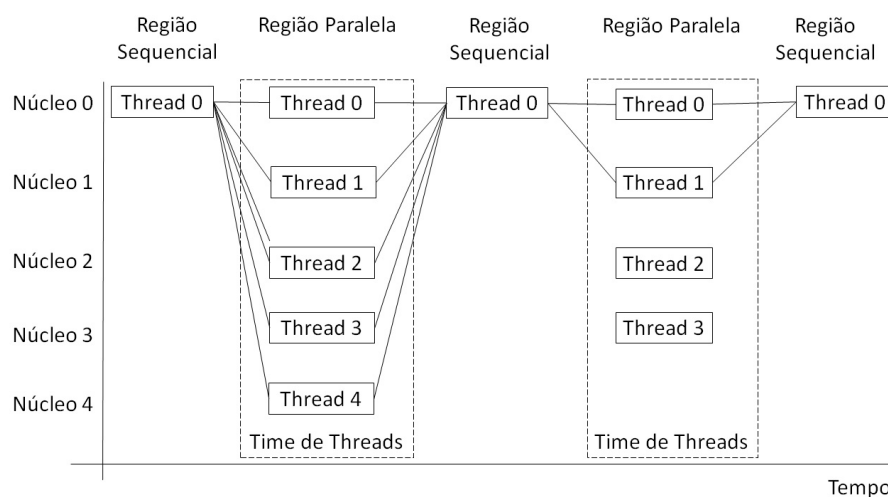 Região
Sequencial
Região Paralela
Região
Sequencial
Região Paralela
Região
Sequencial
Núcleo 0
Thread 0
Thread 0
Thread 0
Thread 0
Thread 0
Núcleo 1
Thread 1
Thread 1
Núcleo 2
Thread 2
Thread 2
Núcleo 3
Thread 3
Thread 3
Núcleo 4
Thread 4
Time de Threads
Time de Threads
Tempo